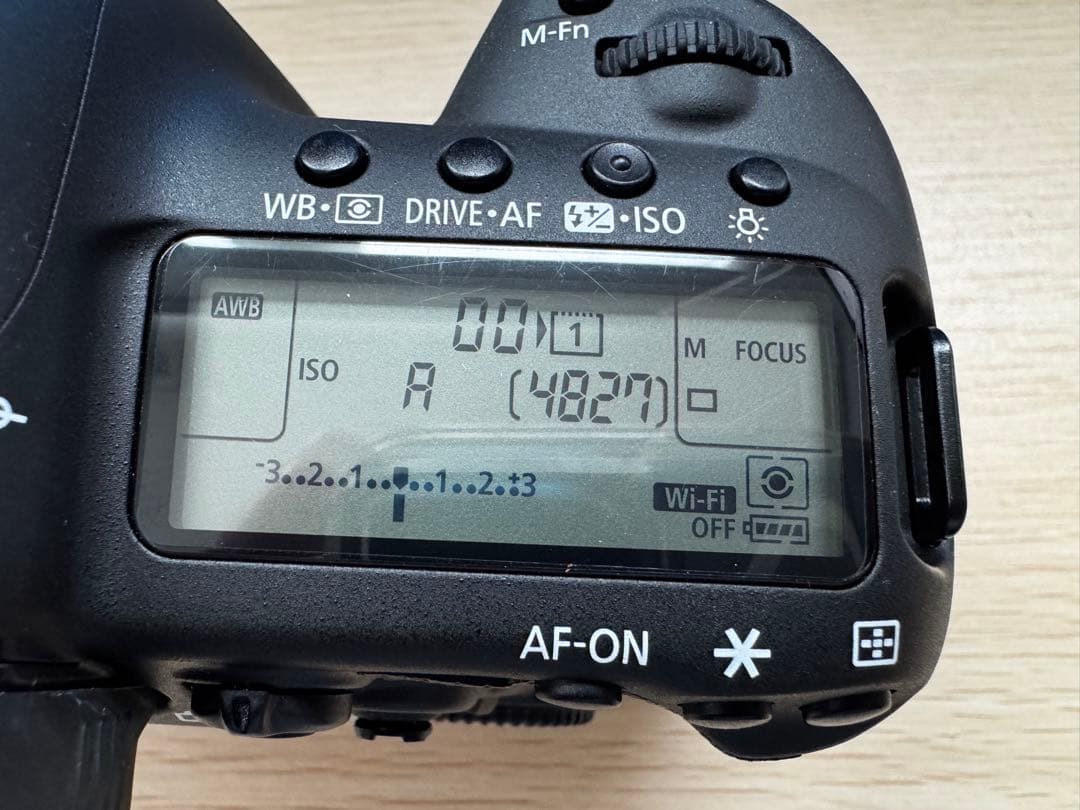 M-Fn
WB• DRIVE•AF •ISO
AWB
00 1
M FOCUS
ISO A (4827)
-3..2..1..▼..1..2..+3
Wi-Fi
OFF
AF-ON